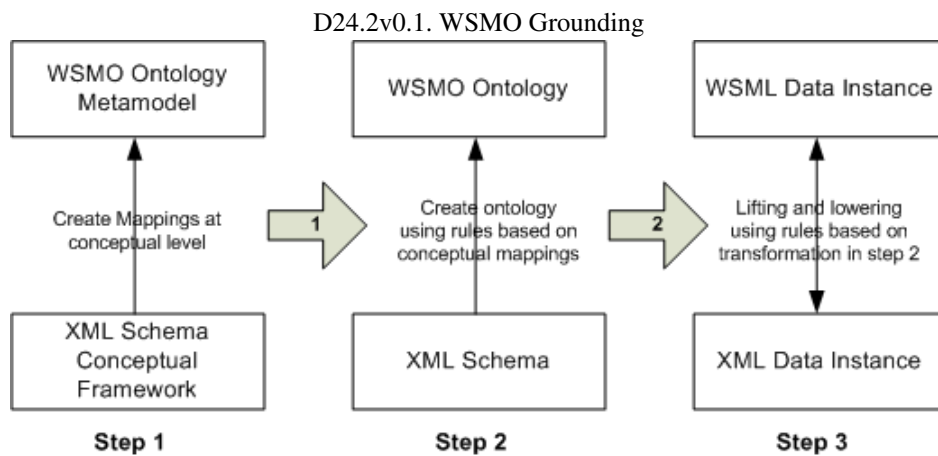 D24.2v0.1. WSMO Grounding
WSMO Ontology
Metamodel
WSMO Ontology
WSML Data Instance
Create Mappings at
conceptual level
1
Create ontology
using rules based on
conceptual mappings
2
Lifting and lowering
using rules based on
transformation in step 2
XML Schema
Conceptual
Framework
XML Schema
XML Data Instance
Step 1
Step 2
Step 3